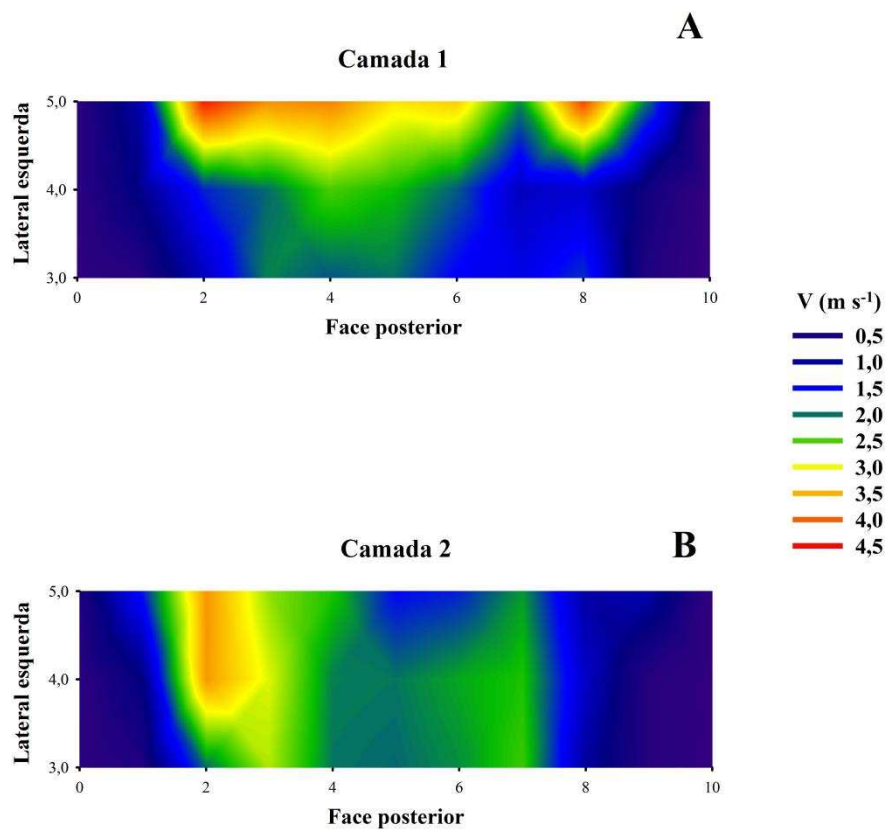 A
Camada 1
5,0
4,0
3,0
Lateral esquerda
0 2 4 6 8 10
Face posterior
V (m s⁻¹)
0,5
1,0
1,5
2,0
2,5
3,0
3,5
4,0
4,5
B
Camada 2
5,0
4,0
3,0
Lateral esquerda
0 2 4 6 8 10
Face posterior